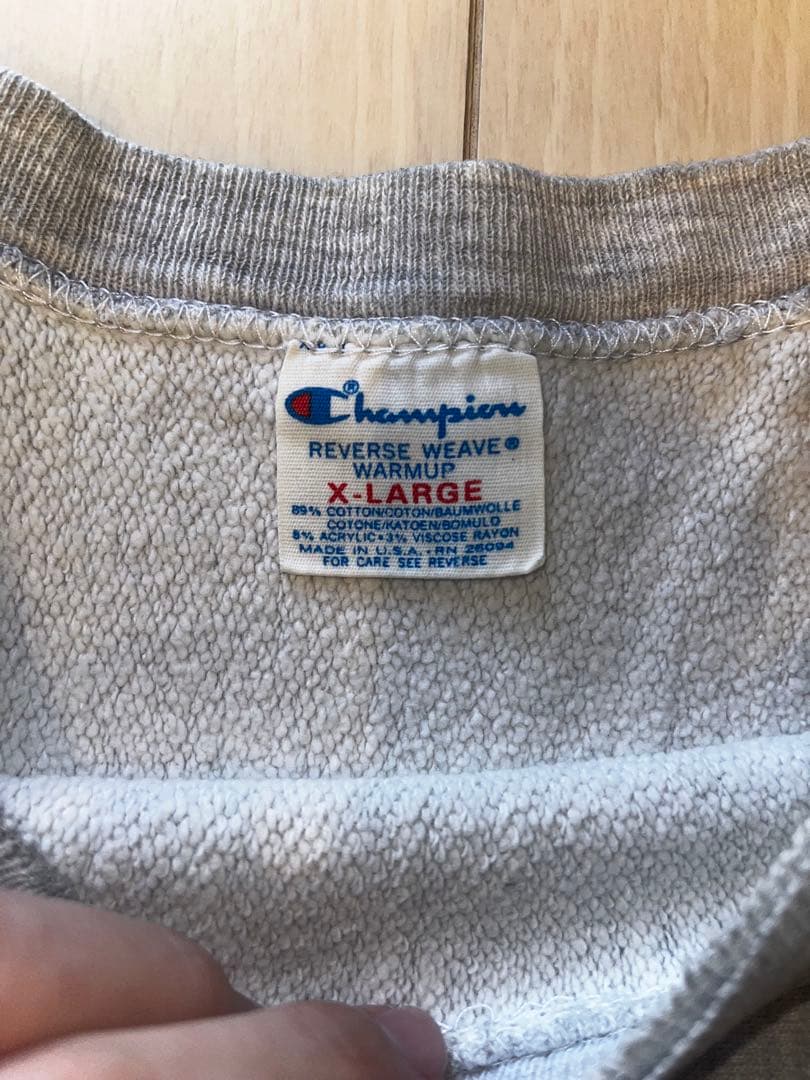 Champion®
REVERSE WEAVE®
WARMUP
X-LARGE
89% COTTON/COTON/BAUMWOLLE
COTONE/KATOEN/BOMULD
8% ACRYLIC • 3% VISCOSE RAYON
MADE IN U.S.A. - RN 26094
FOR CARE SEE REVERSE